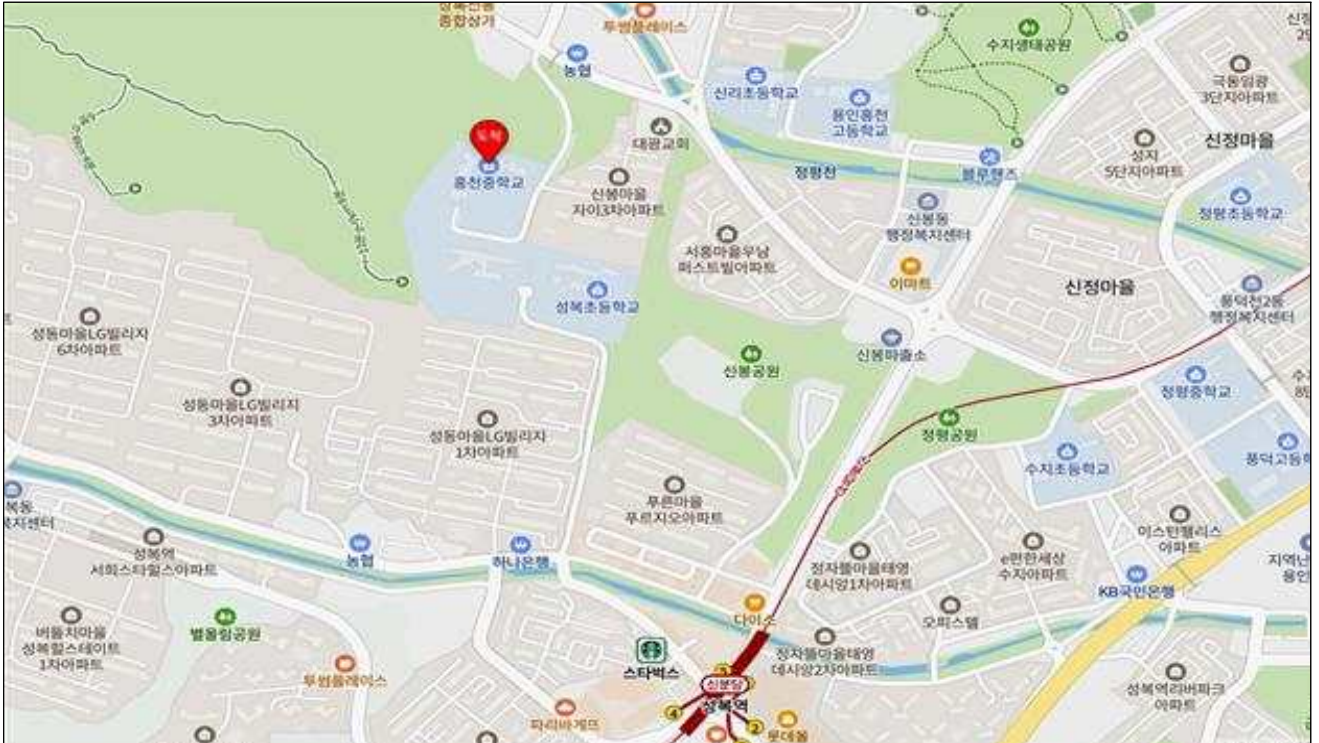 종합상가
투썸플레이스
농협
신리초등학교
용인홍천
고등학교
수지생태공원
극동임광
3단지아파트
신정마을
성지
5단지아파트
대광교회
홍천중학교
신봉마을
자이3차아파트
정평천
블루핸즈
정평초등학교
신봉동
행정복지센터
서홍마을우남
퍼스트빌아파트
이마트
신정마을
풍덕천2동
행정복지센터
성복초등학교
성동마을LG빌리지
6차아파트
신봉파출소
신봉공원
정평중학교
성동마을LG빌리지
3차아파트
성동마을LG빌리지
1차아파트
정평공원
수지초등학교
풍덕고등학
푸른마을
푸르지오아파트
신분당선
복지센터
성복역
서희스타힐스아파트
농협
하나은행
정자뜰마을태영
데시앙1차아파트
e편한세상
수지아파트
이스턴팰리스
아파트
KB국민은행
오피스텔
다이소
버들치마을
성복힐스테이트
1차아파트
별올림공원
투썸플레이스
스타벅스
정자뜰마을태영
데시앙2차아파트
신분당
성복역
4
2
롯데몰
파리바게뜨
성복역리버파크
아파트